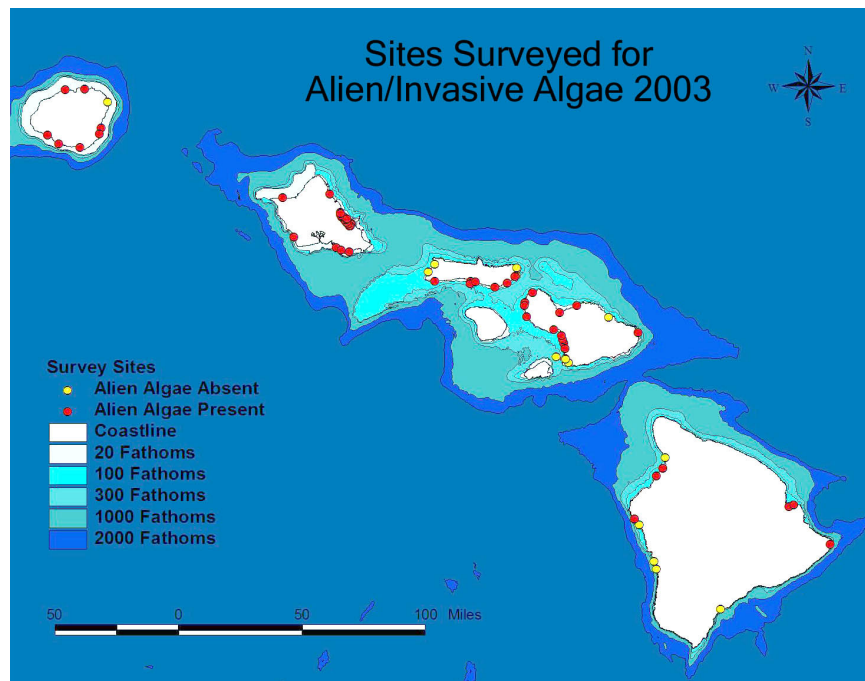 Sites Surveyed for
Alien/Invasive Algae 2003
N
W E
S
Survey Sites
Alien Algae Absent
Alien Algae Present
Coastline
20 Fathoms
100 Fathoms
300 Fathoms
1000 Fathoms
2000 Fathoms
50 0 50 100 Miles